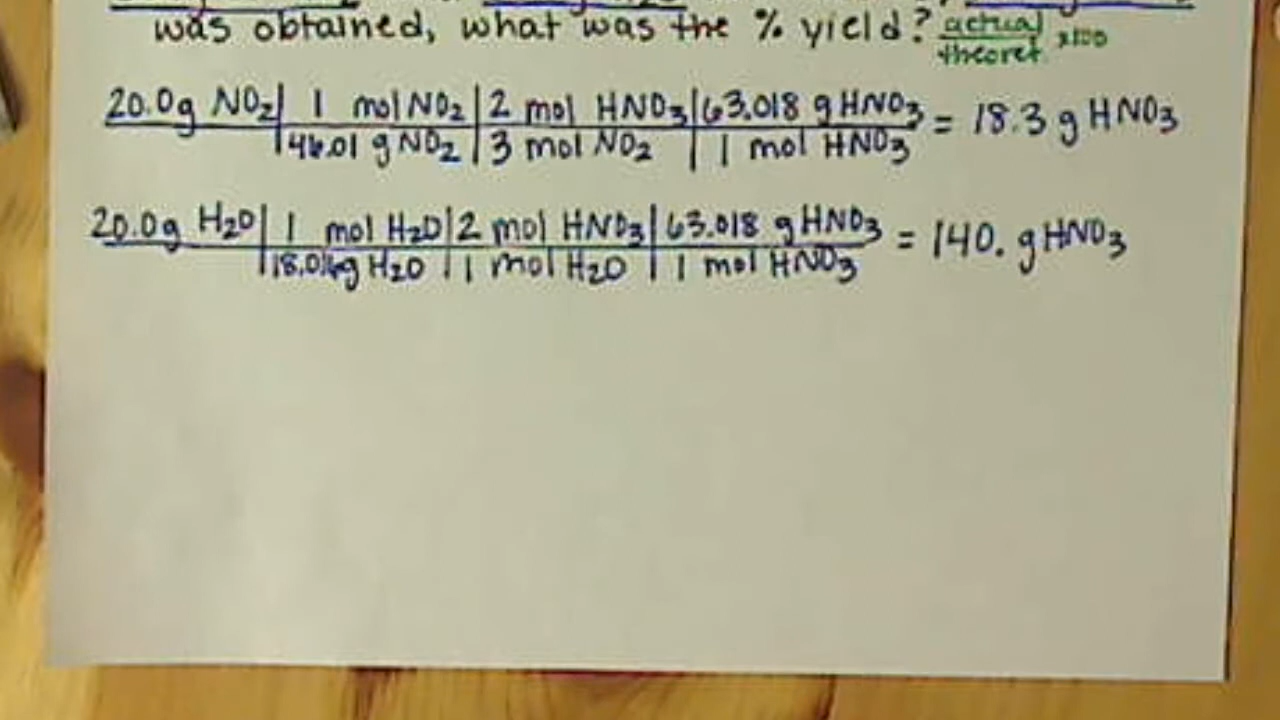 was obtained, what was the % yield? actual
theoret. x100
20.0g NO2 | 1 mol NO2 | 2 mol HNO3 | 63.018 g HNO3 = 18.3 g HNO3
46.01 g NO2 | 3 mol NO2 | 1 mol HNO3
20.0g H2O | 1 mol H2O | 2 mol HNO3 | 63.018 g HNO3 = 140. g HNO3
18.016g H2O | 1 mol H2O | 1 mol HNO3